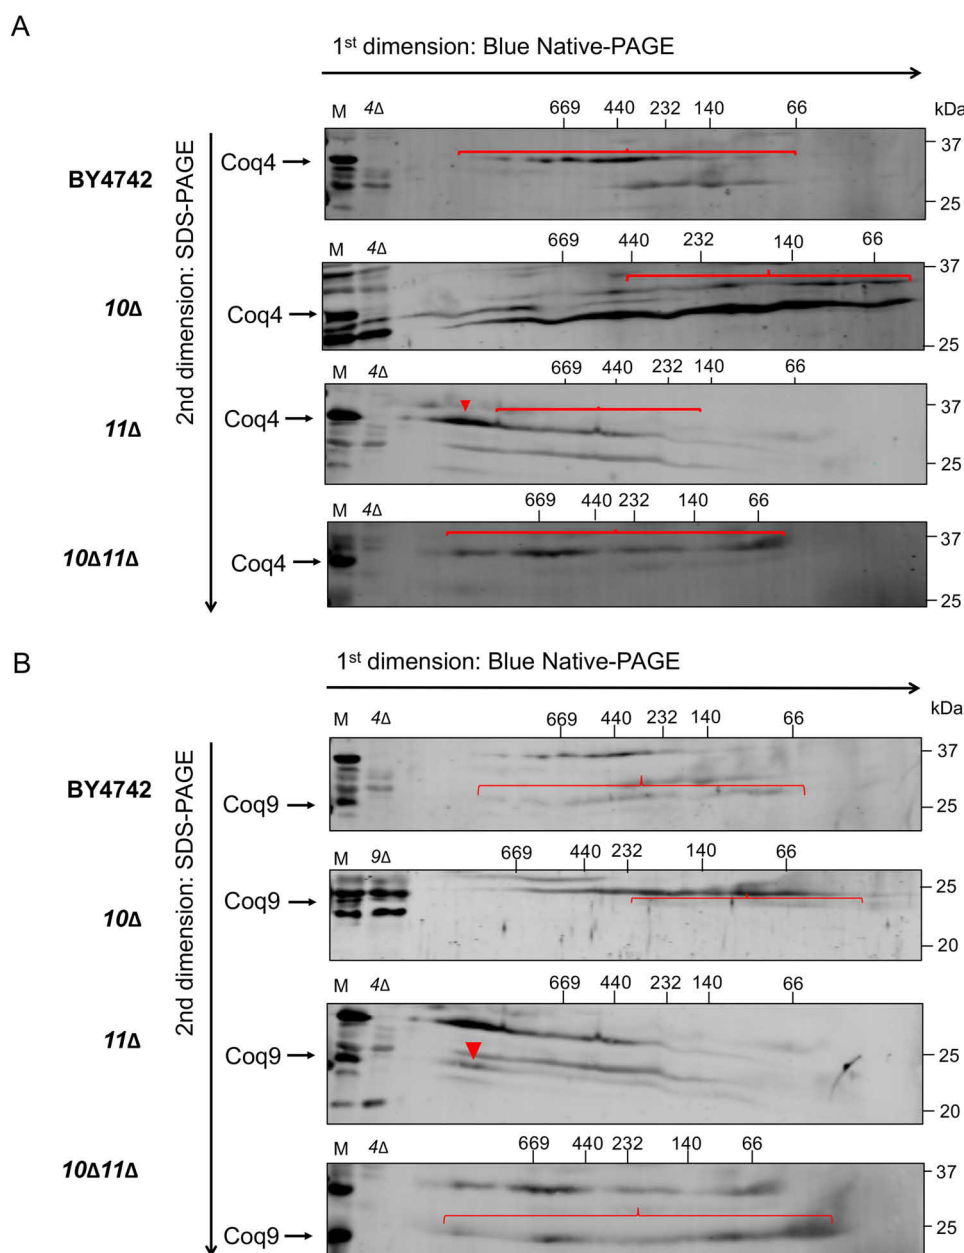 A
1st dimension: Blue Native-PAGE
2nd dimension: SDS-PAGE
M 4Δ 669 440 232 140 66 kDa
BY4742
Coq4
37
25
M 4Δ 669 440 232 140 66
10Δ
Coq4
37
25
M 4Δ 669 440 232 140 66
11Δ
Coq4
37
25
M 4Δ 669 440 232 140 66
10Δ11Δ
Coq4
37
25
B
1st dimension: Blue Native-PAGE
2nd dimension: SDS-PAGE
M 4Δ 669 440 232 140 66 kDa
BY4742
Coq9
37
25
M 9Δ 669 440 232 140 66
10Δ
Coq9
25
20
M 4Δ 669 440 232 140 66
11Δ
Coq9
25
20
M 4Δ 669 440 232 140 66
10Δ11Δ
Coq9
37
25